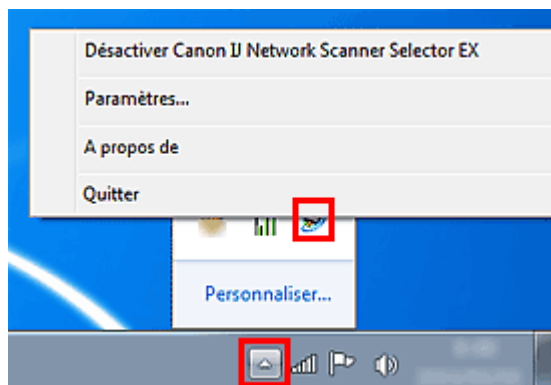 Désactiver Canon IJ Network Scanner Selector EX
Paramètres...
A propos de
Quitter
Personnaliser...